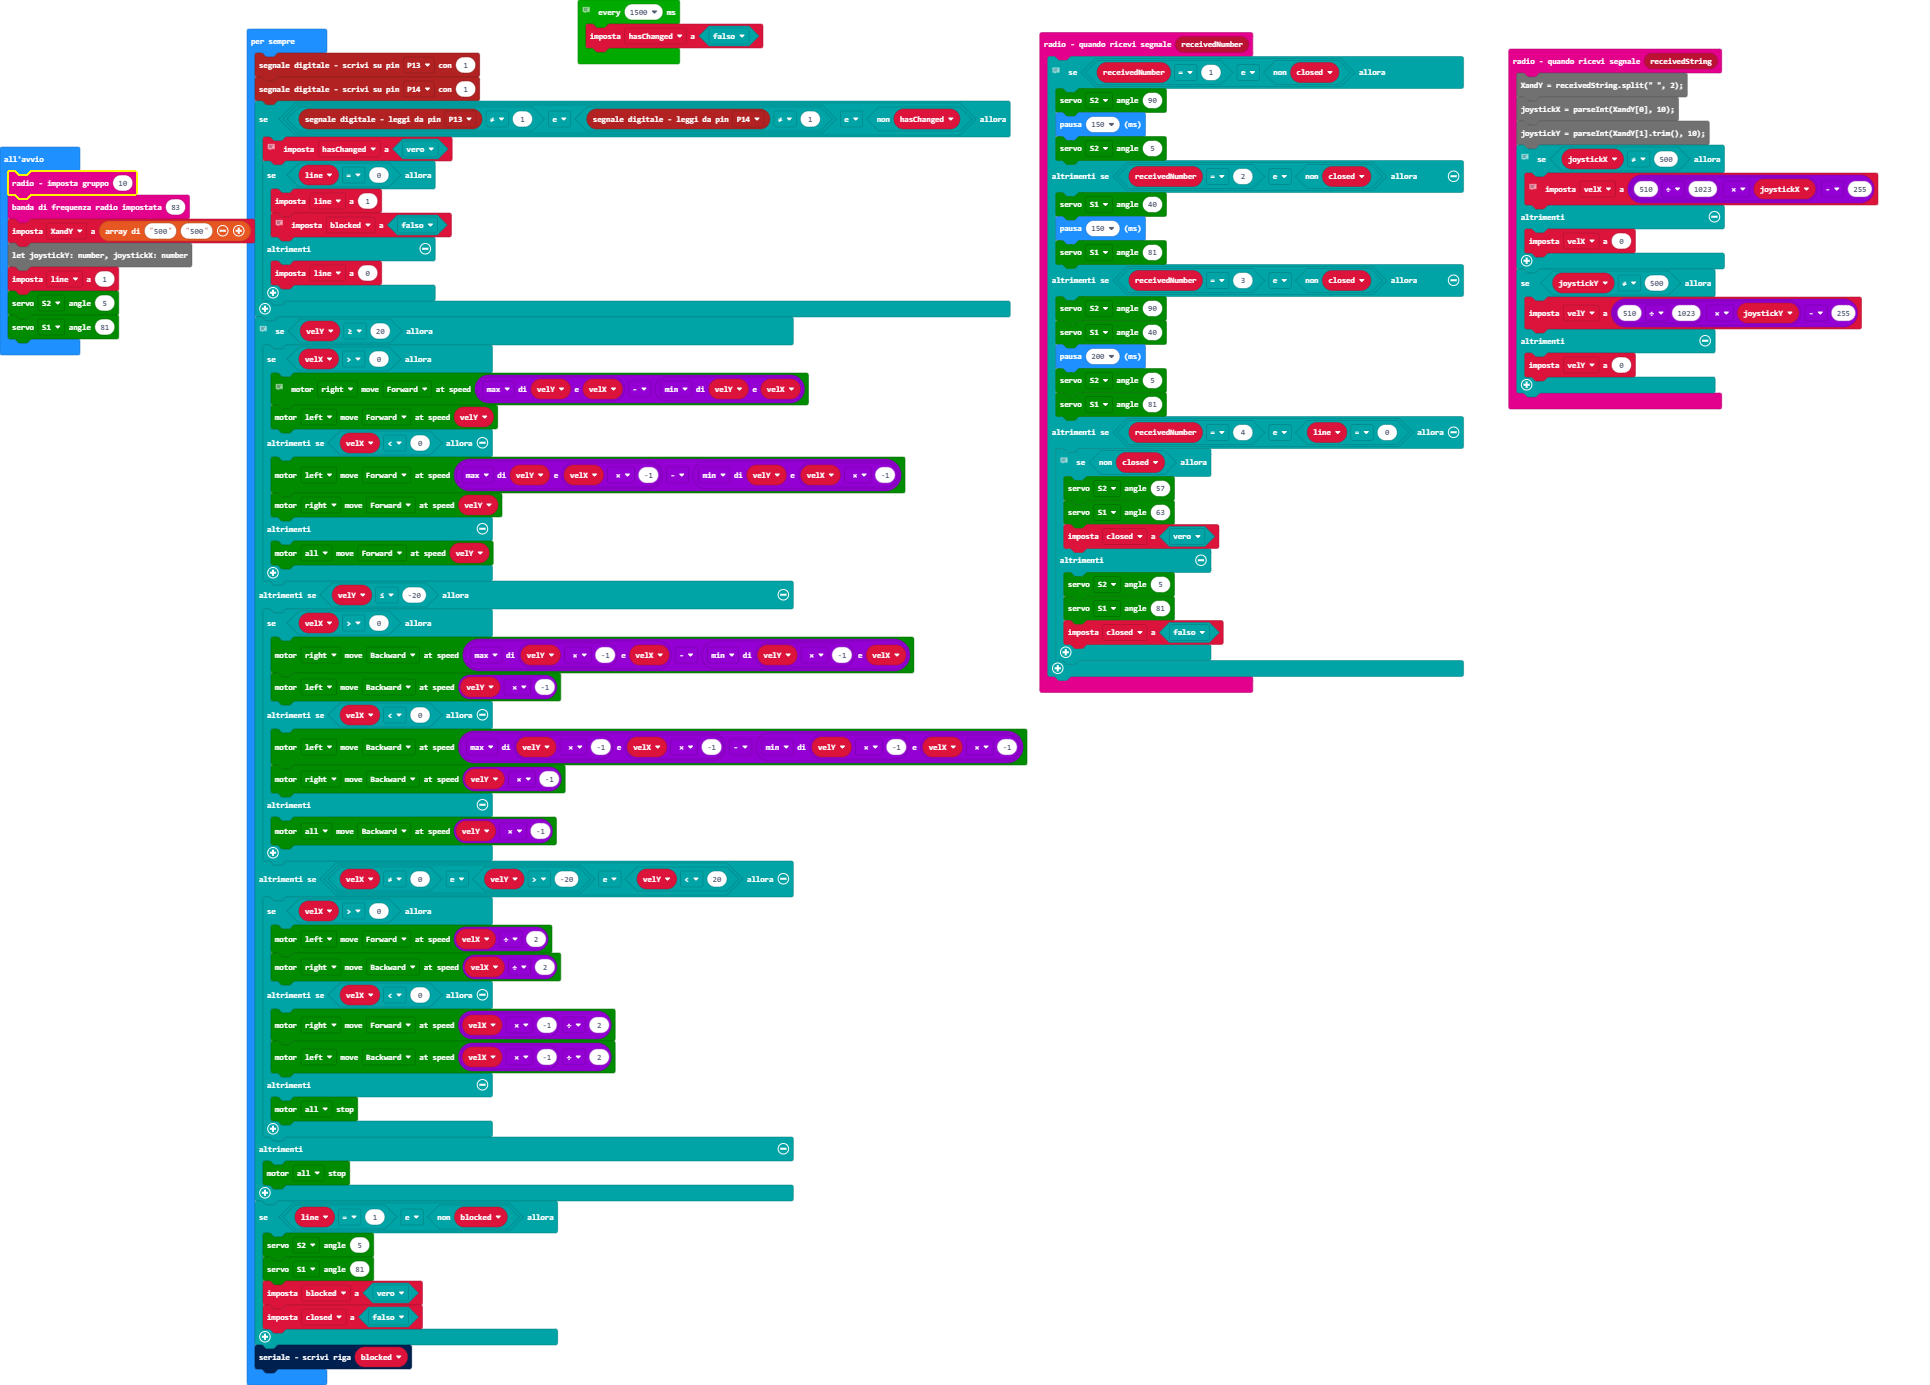 all'avvio
radio - imposta gruppo 10
banda di frequenza radio impostata 83
imposta XandY a array di "500" "500"
let joystickY: number, joystickX: number
imposta line a 1
servo S2 angle 5
servo S1 angle 81
per sempre
segnale digitale - scrivi su pin P13 con 1
segnale digitale - scrivi su pin P14 con 1
se segnale digitale - leggi da pin P13 ≠ 1 e segnale digitale - leggi da pin P14 ≠ 1 e non hasChanged allora
imposta hasChanged a vero
se line = 0 allora
imposta line a 1
imposta blocked a falso
altrimenti
imposta line a 0
se velY ≥ 20 allora
se velX > 0 allora
motor right move Forward at speed max di velY e velX - min di velY e velX
motor left move Forward at speed velY
altrimenti se velX < 0 allora
motor left move Forward at speed max di velY e velX × -1 - min di velY e velX × -1
motor right move Forward at speed velY
altrimenti
motor all move Forward at speed velY
altrimenti se velY ≤ -20 allora
se velX > 0 allora
motor right move Backward at speed max di velY × -1 e velX - min di velY × -1 e velX
motor left move Backward at speed velY × -1
altrimenti se velX < 0 allora
motor left move Backward at speed max di velY × -1 e velX × -1 - min di velY × -1 e velX × -1
motor right move Backward at speed velY × -1
altrimenti
motor all move Backward at speed velY × -1
altrimenti se velX ≠ 0 e velY > -20 e velY < 20 allora
se velX > 0 allora
motor left move Forward at speed velX ÷ 2
motor right move Backward at speed velX ÷ 2
altrimenti se velX < 0 allora
motor right move Forward at speed velX × -1 ÷ 2
motor left move Backward at speed velX × -1 ÷ 2
altrimenti
motor all stop
altrimenti
motor all stop
se line = 1 e non blocked allora
servo S2 angle 5
servo S1 angle 81
imposta blocked a vero
imposta closed a falso
seriale - scrivi riga blocked
every 1500 ms
imposta hasChanged a falso
radio - quando ricevi segnale receivedNumber
se receivedNumber = 1 e non closed allora
servo S2 angle 90
pausa 150 (ms)
servo S2 angle 5
altrimenti se receivedNumber = 2 e non closed allora
servo S1 angle 40
pausa 150 (ms)
servo S1 angle 81
altrimenti se receivedNumber = 3 e non closed allora
servo S2 angle 90
servo S1 angle 40
pausa 200 (ms)
servo S2 angle 5
servo S1 angle 81
altrimenti se receivedNumber = 4 e line = 0 allora
se non closed allora
servo S2 angle 57
servo S1 angle 63
imposta closed a vero
altrimenti
servo S2 angle 5
servo S1 angle 81
imposta closed a falso
radio - quando ricevi segnale receivedString
XandY = receivedString.split(" ", 2);
joystickX = parseInt(XandY[0], 10);
joystickY = parseInt(XandY[1].trim(), 10);
se joystickX ≠ 500 allora
imposta velX a 510 ÷ 1023 × joystickX - 255
altrimenti
imposta velX a 0
se joystickY ≠ 500 allora
imposta velY a 510 ÷ 1023 × joystickY - 255
altrimenti
imposta velY a 0